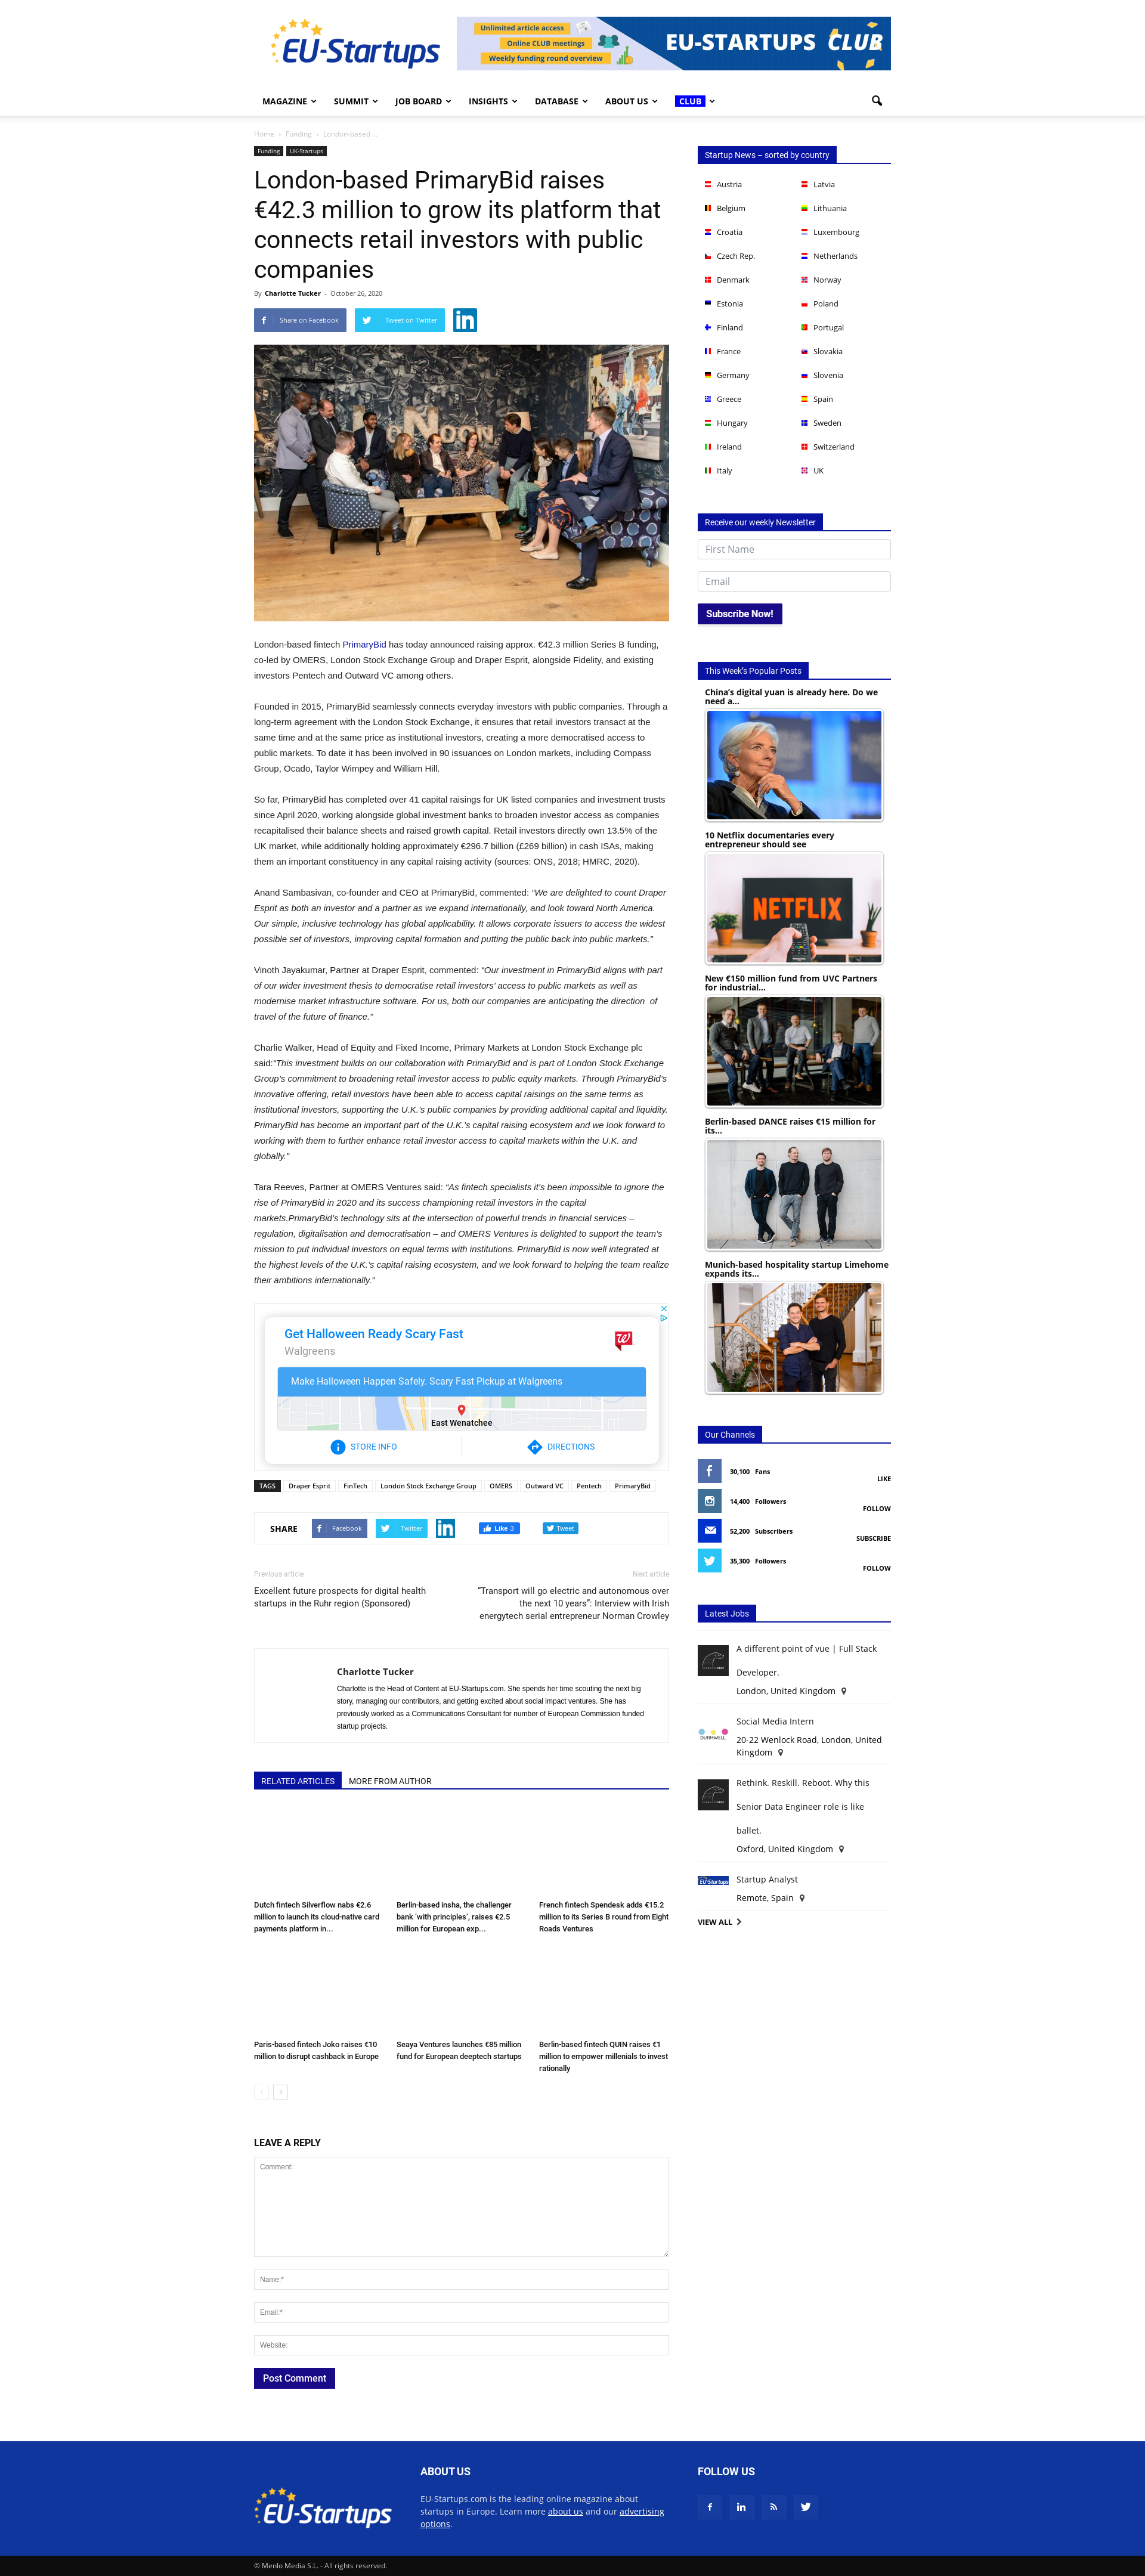 EU-Startups
Unlimited article access
Online CLUB meetings
Weekly funding round overview
EU-STARTUPS CLUB
MAGAZINE
SUMMIT
JOB BOARD
INSIGHTS
DATABASE
ABOUT US
CLUB
Home › Funding › London-based ...
Funding
UK-Startups
London-based PrimaryBid raises
€42.3 million to grow its platform that
connects retail investors with public
companies
By Charlotte Tucker - October 26, 2020
Share on Facebook
Tweet on Twitter
in
London-based fintech PrimaryBid has today announced raising approx. €42.3 million Series B funding,
co-led by OMERS, London Stock Exchange Group and Draper Esprit, alongside Fidelity, and existing
investors Pentech and Outward VC among others.
Founded in 2015, PrimaryBid seamlessly connects everyday investors with public companies. Through a
long-term agreement with the London Stock Exchange, it ensures that retail investors transact at the
same time and at the same price as institutional investors, creating a more democratised access to
public markets. To date it has been involved in 90 issuances on London markets, including Compass
Group, Ocado, Taylor Wimpey and William Hill.
So far, PrimaryBid has completed over 41 capital raisings for UK listed companies and investment trusts
since April 2020, working alongside global investment banks to broaden investor access as companies
recapitalised their balance sheets and raised growth capital. Retail investors directly own 13.5% of the
UK market, while additionally holding approximately €296.7 billion (£269 billion) in cash ISAs, making
them an important constituency in any capital raising activity (sources: ONS, 2018; HMRC, 2020).
Anand Sambasivan, co-founder and CEO at PrimaryBid, commented: “We are delighted to count Draper
Esprit as both an investor and a partner as we expand internationally, and look toward North America.
Our simple, inclusive technology has global applicability. It allows corporate issuers to access the widest
possible set of investors, improving capital formation and putting the public back into public markets.”
Vinoth Jayakumar, Partner at Draper Esprit, commented: “Our investment in PrimaryBid aligns with part
of our wider investment thesis to democratise retail investors’ access to public markets as well as
modernise market infrastructure software. For us, both our companies are anticipating the direction of
travel of the future of finance.”
Charlie Walker, Head of Equity and Fixed Income, Primary Markets at London Stock Exchange plc
said:“This investment builds on our collaboration with PrimaryBid and is part of London Stock Exchange
Group’s commitment to broadening retail investor access to public equity markets. Through PrimaryBid’s
innovative offering, retail investors have been able to access capital raisings on the same terms as
institutional investors, supporting the U.K.’s public companies by providing additional capital and liquidity.
PrimaryBid has become an important part of the U.K.’s capital raising ecosystem and we look forward to
working with them to further enhance retail investor access to capital markets within the U.K. and
globally.”
Tara Reeves, Partner at OMERS Ventures said: “As fintech specialists it’s been impossible to ignore the
rise of PrimaryBid in 2020 and its success championing retail investors in the capital
markets.PrimaryBid’s technology sits at the intersection of powerful trends in financial services –
regulation, digitalisation and democratisation – and OMERS Ventures is delighted to support the team’s
mission to put individual investors on equal terms with institutions. PrimaryBid is now well integrated at
the highest levels of the U.K.’s capital raising ecosystem, and we look forward to helping the team realize
their ambitions internationally.”
Get Halloween Ready Scary Fast
Walgreens
Make Halloween Happen Safely. Scary Fast Pickup at Walgreens
East Wenatchee
STORE INFO
DIRECTIONS
TAGS Draper Esprit FinTech London Stock Exchange Group OMERS Outward VC Pentech PrimaryBid
SHARE
Facebook
Twitter
in
Like 3
Tweet
Previous article
Excellent future prospects for digital health
startups in the Ruhr region (Sponsored)
Next article
“Transport will go electric and autonomous over
the next 10 years”: Interview with Irish
energytech serial entrepreneur Norman Crowley
Charlotte Tucker
Charlotte is the Head of Content at EU-Startups.com. She spends her time scouting the next big
story, managing our contributors, and getting excited about social impact ventures. She has
previously worked as a Communications Consultant for number of European Commission funded
startup projects.
RELATED ARTICLES
MORE FROM AUTHOR
Dutch fintech Silverflow nabs €2.6
million to launch its cloud-native card
payments platform in...
Berlin-based insha, the challenger
bank ‘with principles’, raises €2.5
million for European exp...
French fintech Spendesk adds €15.2
million to its Series B round from Eight
Roads Ventures
Paris-based fintech Joko raises €10
million to disrupt cashback in Europe
Seaya Ventures launches €85 million
fund for European deeptech startups
Berlin-based fintech QUIN raises €1
million to empower millenials to invest
rationally
LEAVE A REPLY
Comment:
Name:*
Email:*
Website:
Post Comment
Startup News – sorted by country
Austria
Latvia
Belgium
Lithuania
Croatia
Luxembourg
Czech Rep.
Netherlands
Denmark
Norway
Estonia
Poland
Finland
Portugal
France
Slovakia
Germany
Slovenia
Greece
Spain
Hungary
Sweden
Ireland
Switzerland
Italy
UK
Receive our weekly Newsletter
First Name
Email
Subscribe Now!
This Week’s Popular Posts
China’s digital yuan is already here. Do we
need a...
10 Netflix documentaries every
entrepreneur should see
NETFLIX
New €150 million fund from UVC Partners
for industrial...
Berlin-based DANCE raises €15 million for
its...
Munich-based hospitality startup Limehome
expands its...
Our Channels
30,100 Fans
LIKE
14,400 Followers
FOLLOW
52,200 Subscribers
SUBSCRIBE
35,300 Followers
FOLLOW
Latest Jobs
A different point of vue | Full Stack
Developer.
London, United Kingdom
DURHWELL
Social Media Intern
20-22 Wenlock Road, London, United
Kingdom
Rethink. Reskill. Reboot. Why this
Senior Data Engineer role is like
ballet.
Oxford, United Kingdom
EU-Startups
Startup Analyst
Remote, Spain
VIEW ALL
EU-Startups
ABOUT US
EU-Startups.com is the leading online magazine about
startups in Europe. Learn more about us and our advertising
options.
FOLLOW US
© Menlo Media S.L. - All rights reserved.